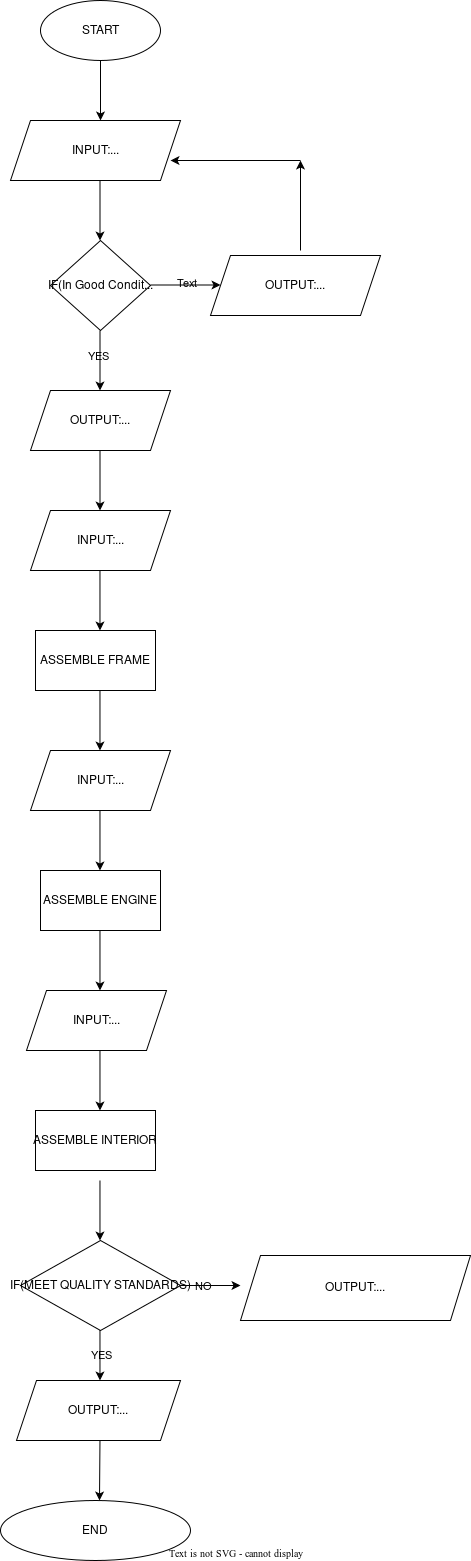 START
INPUT:...
IF(In Good Condit...
Text
OUTPUT:...
YES
OUTPUT:...
INPUT:...
ASSEMBLE FRAME
INPUT:...
ASSEMBLE ENGINE
INPUT:...
ASSEMBLE INTERIOR
IF(MEET QUALITY STANDARDS)
NO
OUTPUT:...
YES
OUTPUT:...
END
Text is not SVG - cannot display